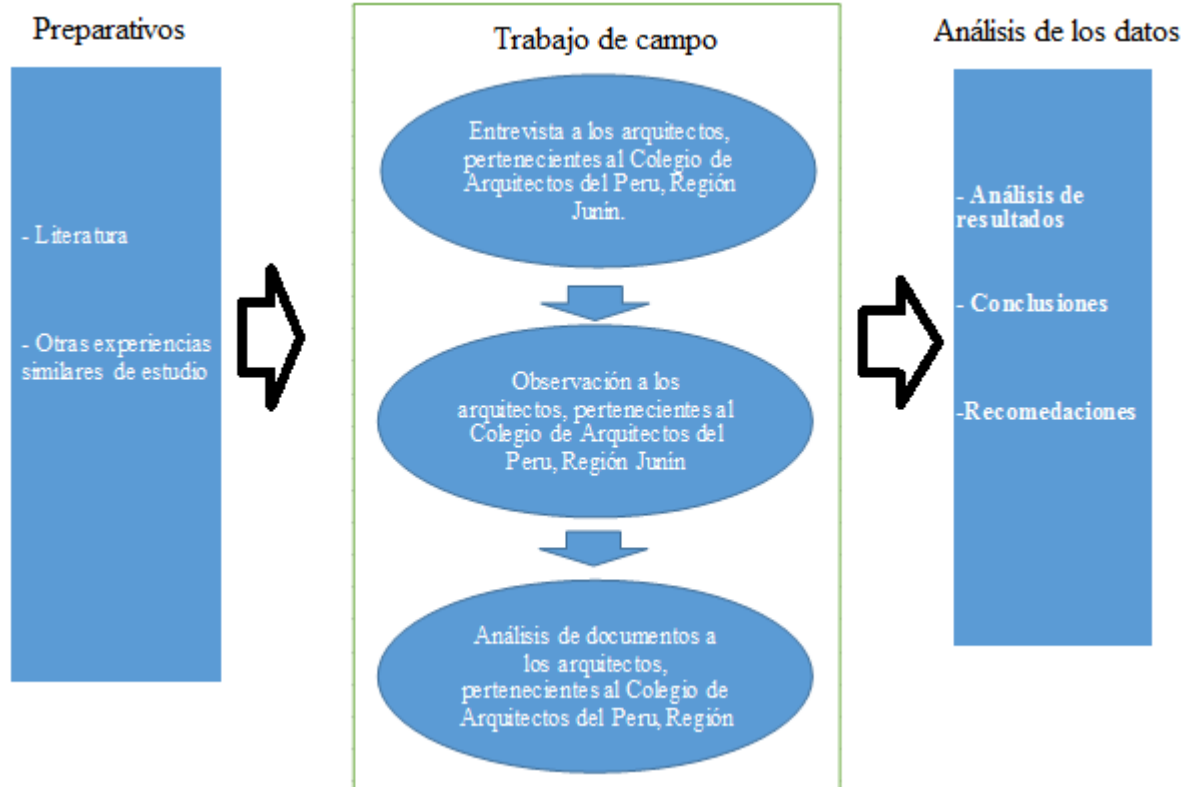 Preparativos
- Literatura
- Otras experiencias
similares de estudio
Trabajo de campo
Entrevista a los arquitectos,
pertenecientes al Colegio de
Arquitectos del Peru, Región
Junín.
Observación a los
arquitectos, pertenecientes al
Colegio de Arquitectos del
Peru, Región Junín
Análisis de documentos a
los arquitectos,
pertenecientes al Colegio de
Arquitectos del Peru, Región
Análisis de los datos
- Análisis de
resultados
- Conclusiones
-Recomedaciones